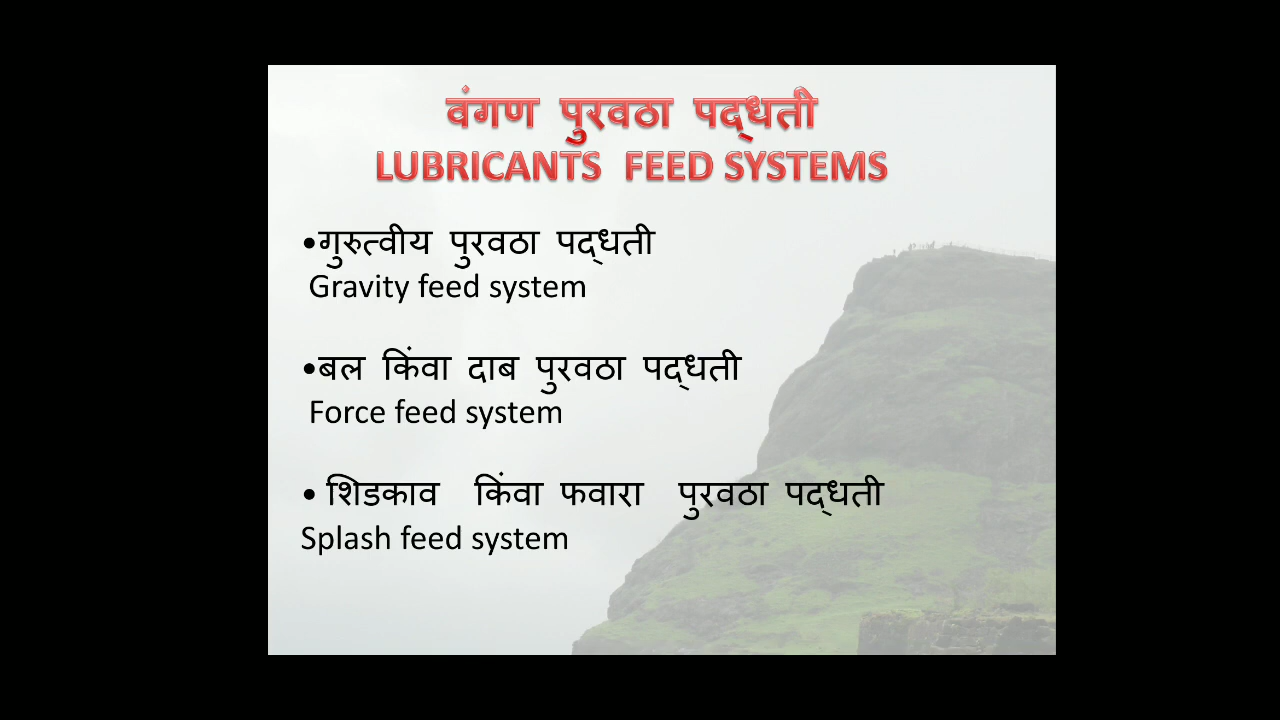 वंगण पुरवठा पद्धती
LUBRICANTS FEED SYSTEMS
•गुरुत्वीय पुरवठा पद्धती
Gravity feed system
•बल किंवा दाब पुरवठा पद्धती
Force feed system
• शिडकाव किंवा फवारा पुरवठा पद्धती
Splash feed system